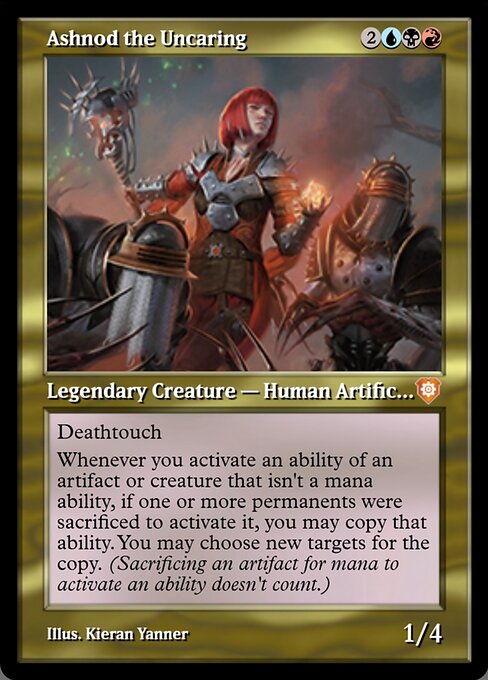 Ashnod the Uncaring 2
Legendary Creature — Human Artific...
Deathtouch
Whenever you activate an ability of an
artifact or creature that isn't a mana
ability, if one or more permanents were
sacrificed to activate it, you may copy that
ability. You may choose new targets for the
copy. (Sacrificing an artifact for mana to
activate an ability doesn't count.)
Illus. Kieran Yanner 1/4